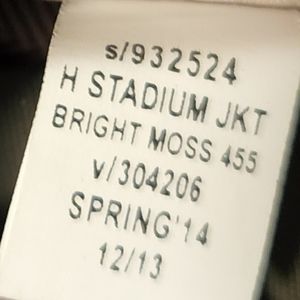 s/932524
H STADIUM JKT
BRIGHT MOSS 455
v/304206
SPRING'14
12/13